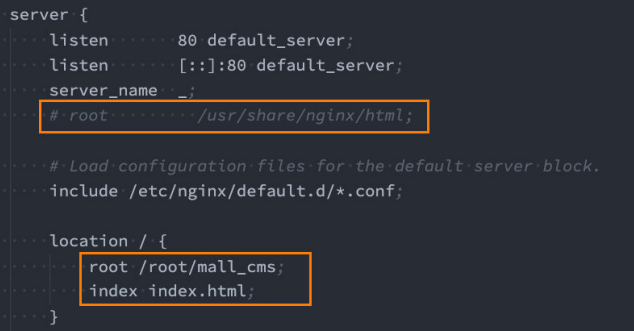 server {
listen 80 default_server;
listen [::]:80 default_server;
server_name _;
# root /usr/share/nginx/html;
# Load configuration files for the default server block.
include /etc/nginx/default.d/*.conf;
location / {
root /root/mall_cms;
index index.html;
}